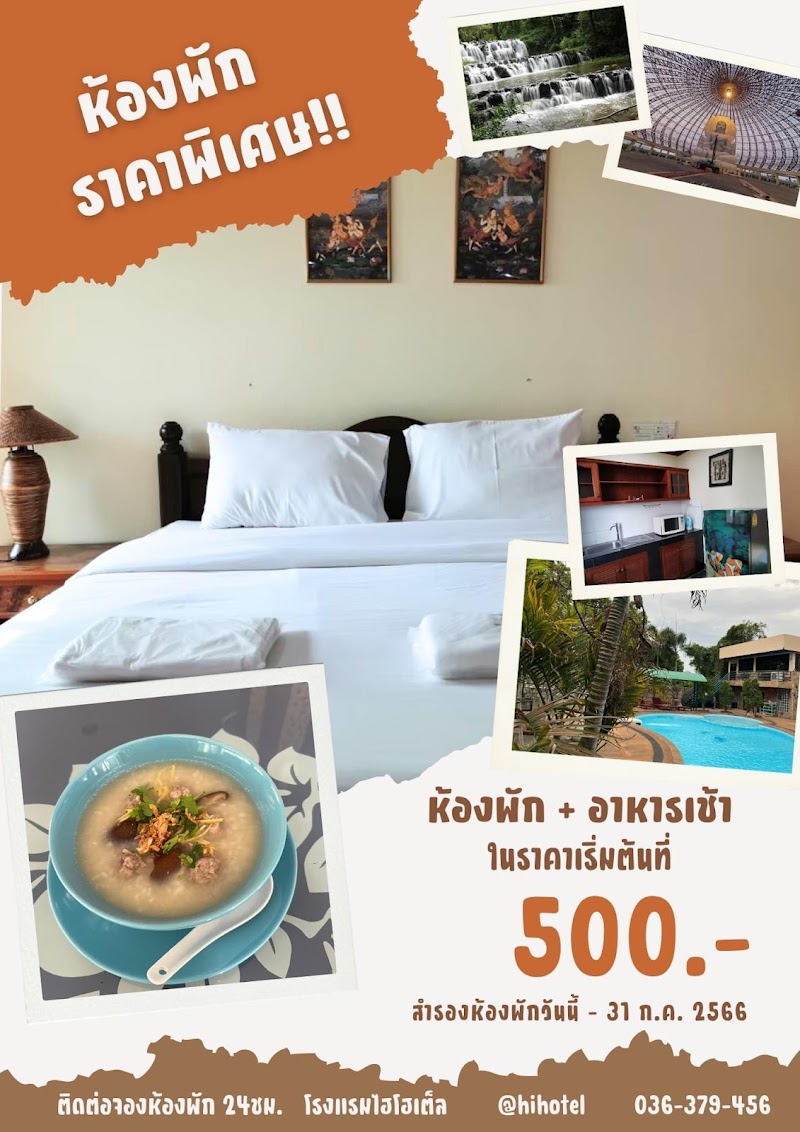 ห้องพัก
ราคาพิเศษ!!
ห้องพัก + อาหารเช้า
ในราคาเริ่มต้นที่
500.-
สำรองห้องพักวันนี้ - 31 ก.ค. 2566
ติดต่อจองห้องพัก 24ชม. โรงแรมไฮโฮเต็ล @hihotel 036-379-456